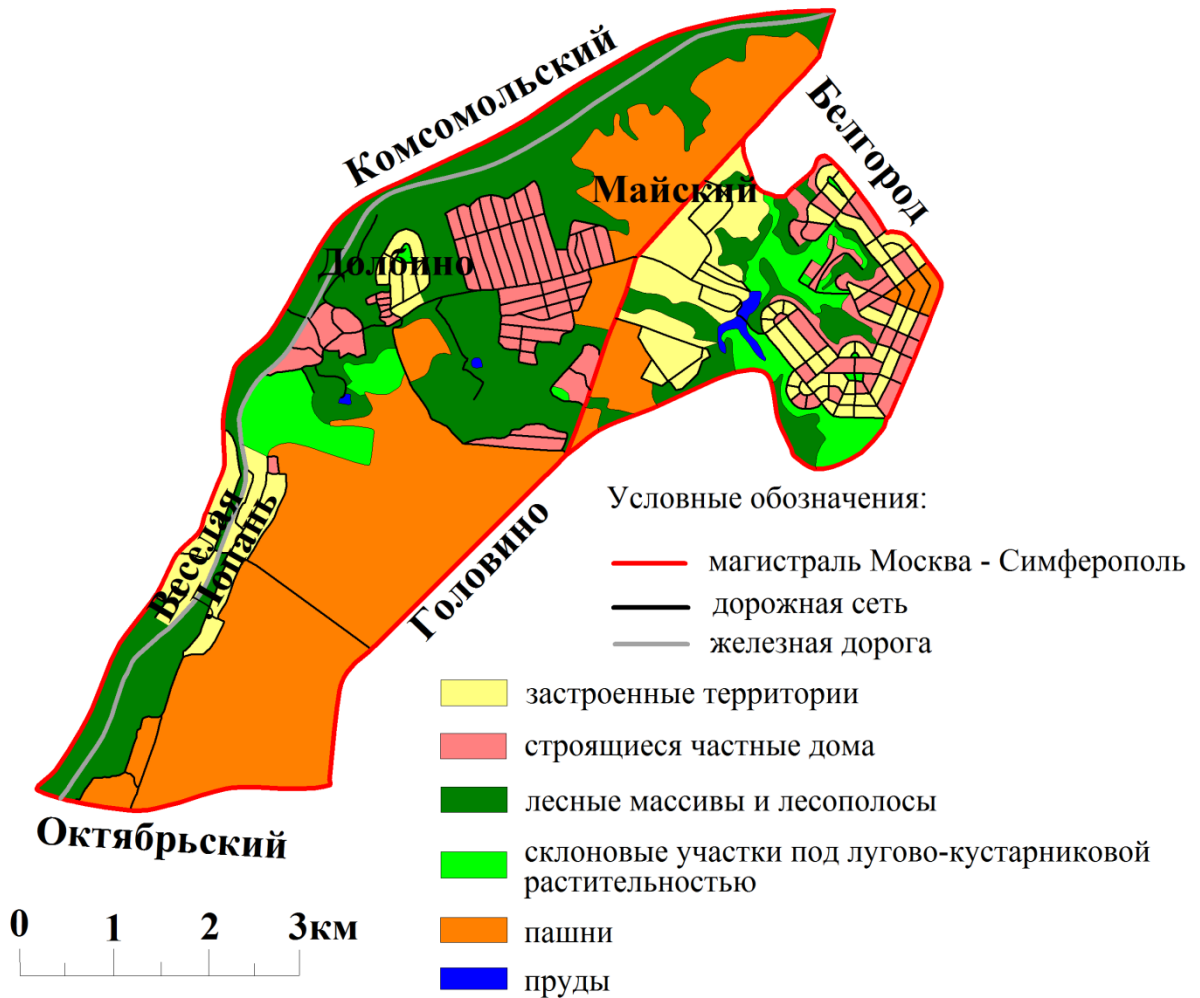 Комсомольский
Белгород
Майский
Долбино
Веселая
Лопань
Головино
Октябрьский
Условные обозначения:
магистраль Москва - Симферополь
дорожная сеть
железная дорога
застроенные территории
строящиеся частные дома
лесные массивы и лесополосы
склоновые участки под лугово-кустарниковой
растительностью
пашни
пруды
0 1 2 3км